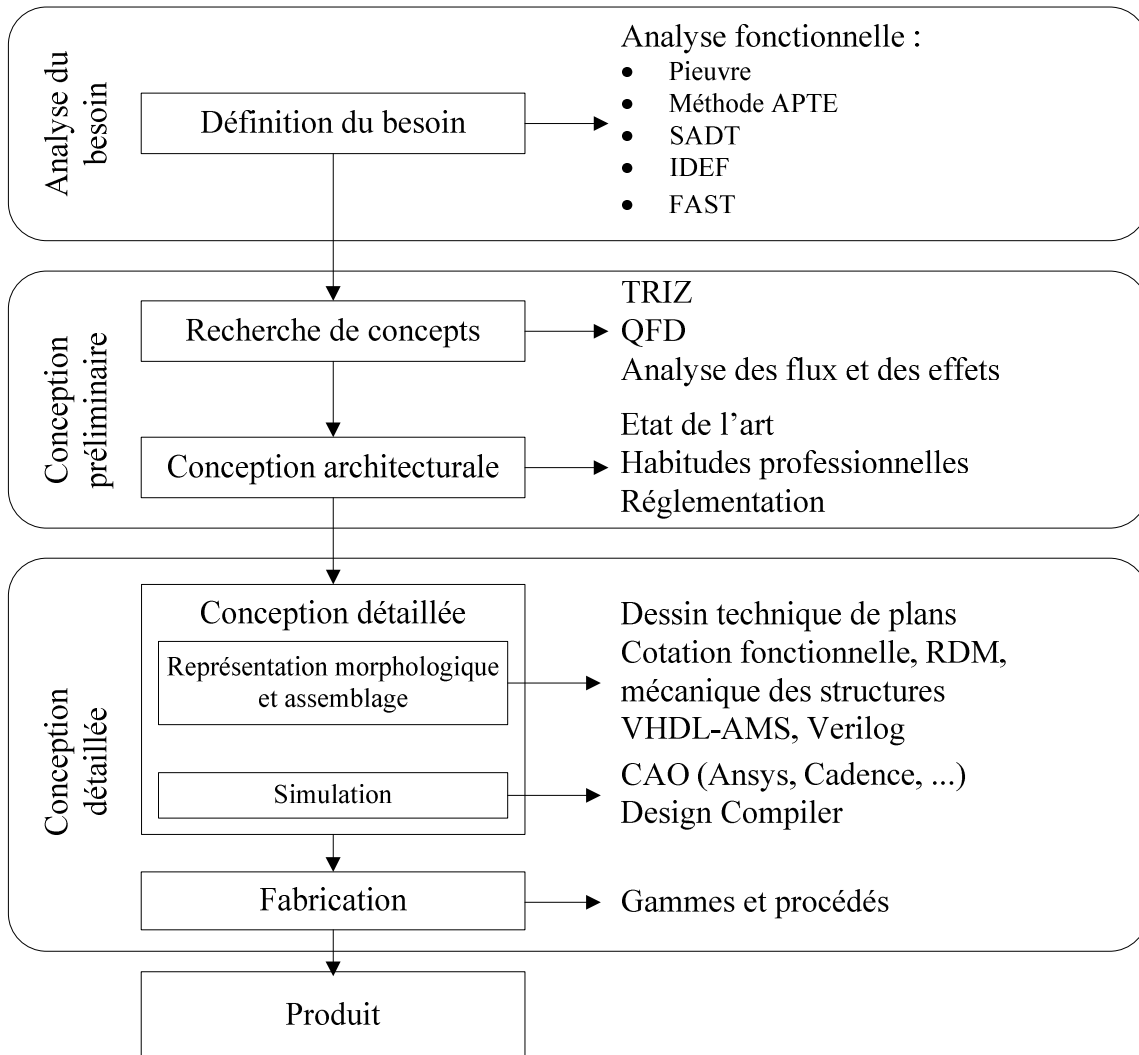 Analyse du
besoin
Définition du besoin
Analyse fonctionnelle :
• Pieuvre
• Méthode APTE
• SADT
• IDEF
• FAST
Conception
préliminaire
Recherche de concepts
TRIZ
QFD
Analyse des flux et des effets
Conception architecturale
Etat de l'art
Habitudes professionnelles
Réglementation
Conception
détaillée
Conception détaillée
Représentation morphologique
et assemblage
Dessin technique de plans
Cotation fonctionnelle, RDM,
mécanique des structures
VHDL-AMS, Verilog
Simulation
CAO (Ansys, Cadence, ...)
Design Compiler
Fabrication
Gammes et procédés
Produit